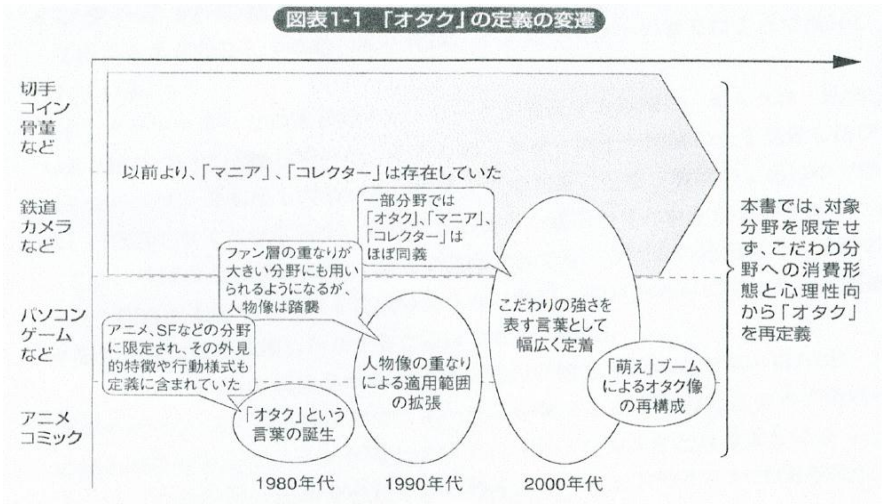 図表1-1 「オタク」の定義の変遷
切手
コイン
骨董
など
鉄道
カメラ
など
パソコン
ゲーム
など
アニメ
コミック
以前より、「マニア」、「コレクター」は存在していた
一部分野では
「オタク」、「マニア」、
「コレクター」は
ほぼ同義
ファン層の重なりが
大きい分野にも用い
られるようになるが、
人物像は踏襲
アニメ、SFなどの分野
に限定され、その外見
的特徴や行動様式も
定義に含まれていた
「オタク」という
言葉の誕生
人物像の重なり
による適用範囲
の拡張
こだわりの強さを
表す言葉として
幅広く定着
「萌え」ブーム
によるオタク像
の再構成
本書では、対象
分野を限定せ
ず、こだわり分
野への消費形
態と心理性向
から「オタク」
を再定義
1980年代
1990年代
2000年代